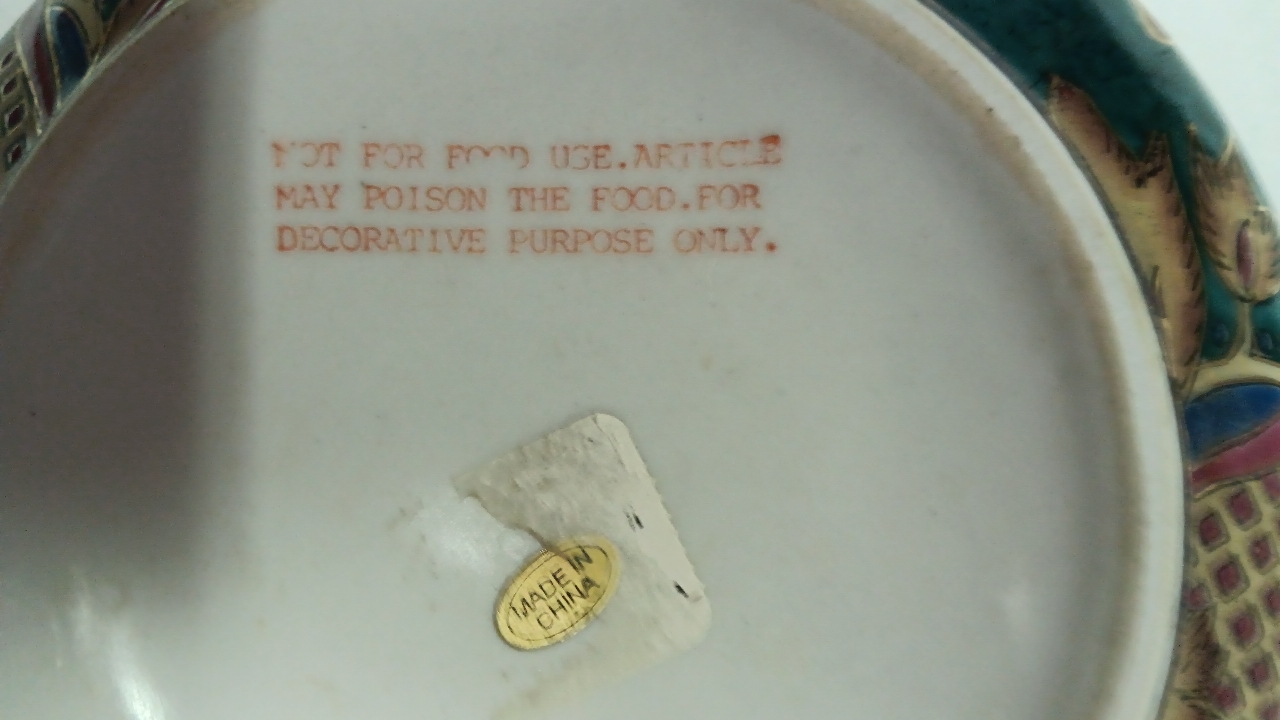 NOT FOR FOOD USE.ARTICLE
MAY POISON THE FOOD.FOR
DECORATIVE PURPOSE ONLY.
MADE IN
CHINA